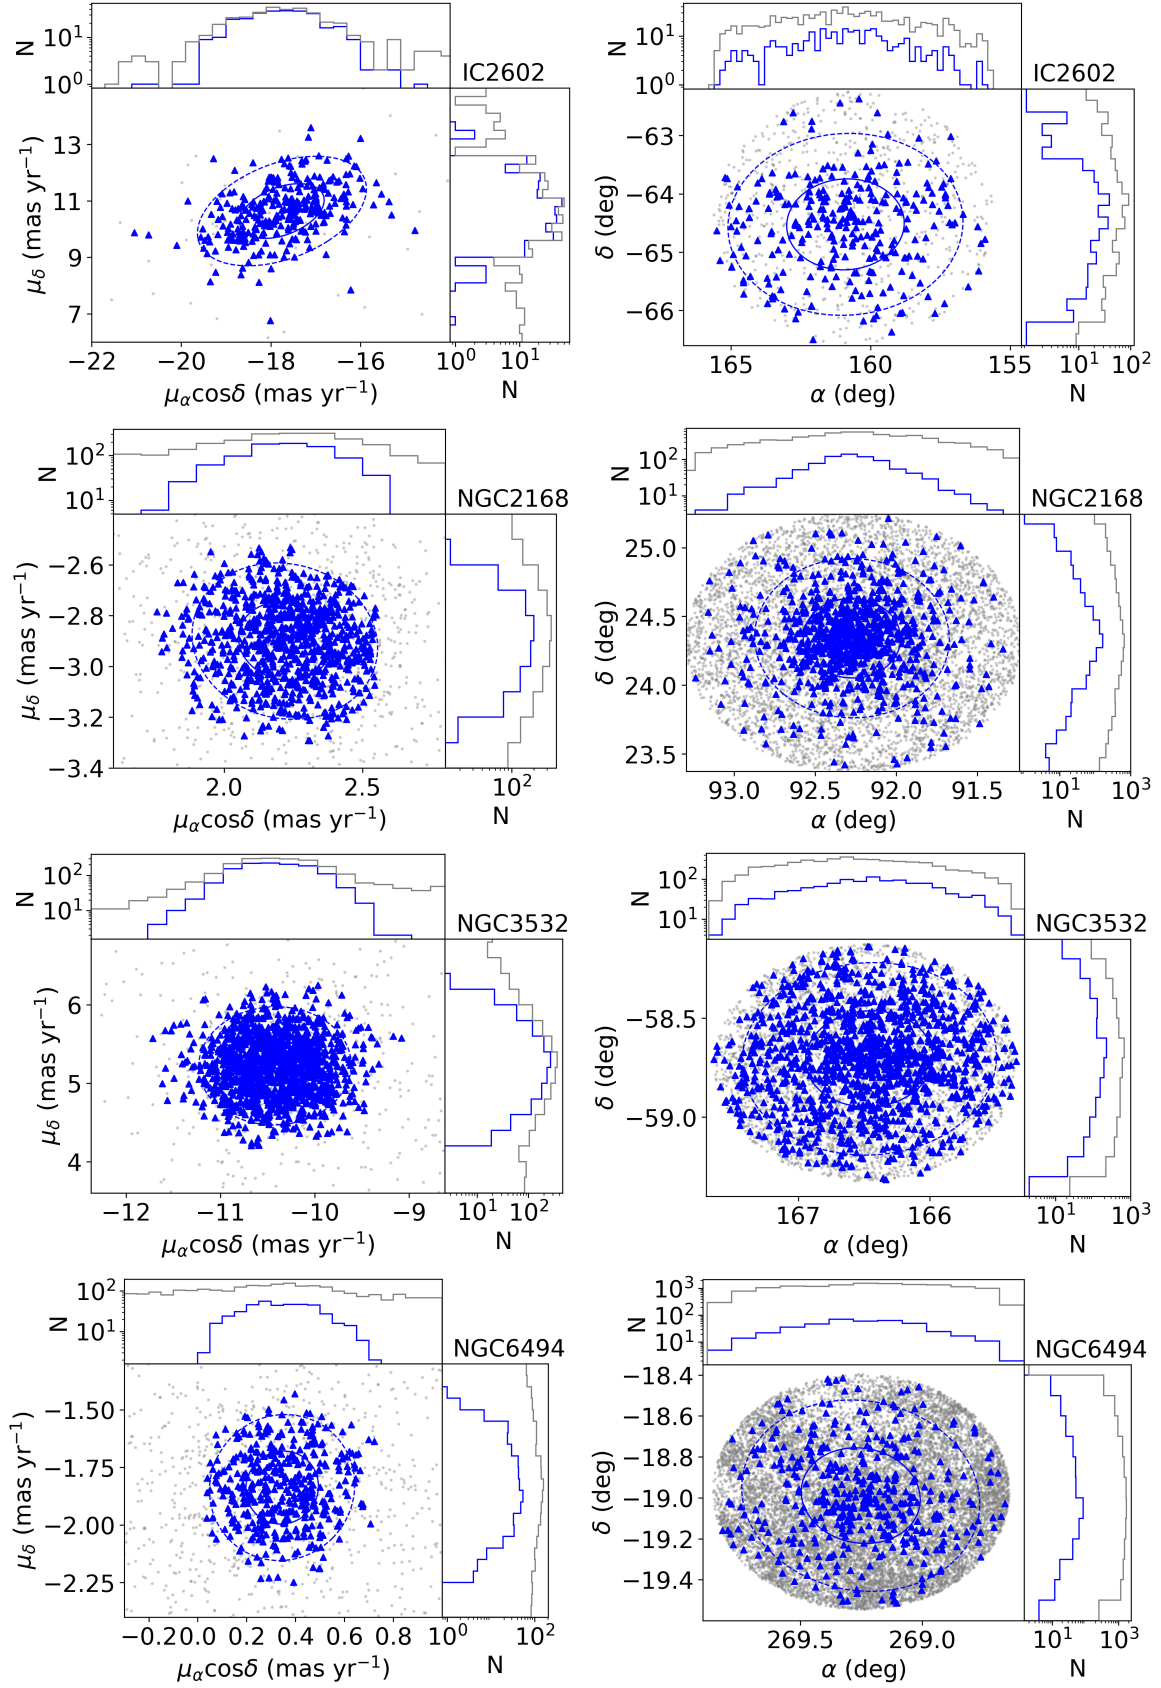 10¹
10⁰
N
IC2602
13
11
9
7
μδ (mas yr⁻¹)
−22 −20 −18 −16 10⁰ 10¹
μαcosδ (mas yr⁻¹) N
10¹
10⁰
N
IC2602
−63
−64
−65
−66
δ (deg)
165 160 155 10¹ 10²
α (deg) N
10²
10¹
N
NGC2168
−2.6
−2.8
−3.0
−3.2
−3.4
μδ (mas yr⁻¹)
2.0 2.5 10²
μαcosδ (mas yr⁻¹) N
10²
10¹
N
NGC2168
25.0
24.5
24.0
23.5
δ (deg)
93.0 92.5 92.0 91.5 10¹ 10³
α (deg) N
10²
10¹
N
NGC3532
6
5
4
μδ (mas yr⁻¹)
−12 −11 −10 −9 10¹ 10²
μαcosδ (mas yr⁻¹) N
10²
10¹
N
NGC3532
−58.5
−59.0
δ (deg)
167 166 10¹ 10³
α (deg) N
10²
10¹
N
NGC6494
−1.50
−1.75
−2.00
−2.25
μδ (mas yr⁻¹)
−0.2 0.0 0.2 0.4 0.6 0.8 10⁰ 10²
μαcosδ (mas yr⁻¹) N
10³
10²
10¹
N
NGC6494
−18.4
−18.6
−18.8
−19.0
−19.2
−19.4
δ (deg)
269.5 269.0 10¹ 10³
α (deg) N